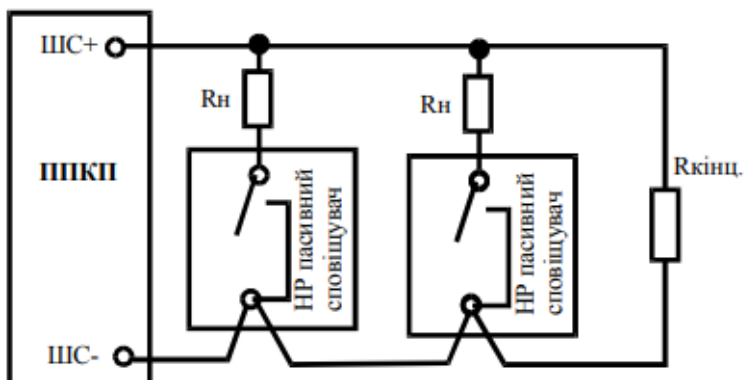 ШС+
Rн
Rн
ППКП
Rкінц.
НР пасивний
сповіщувач
НР пасивний
сповіщувач
ШС-